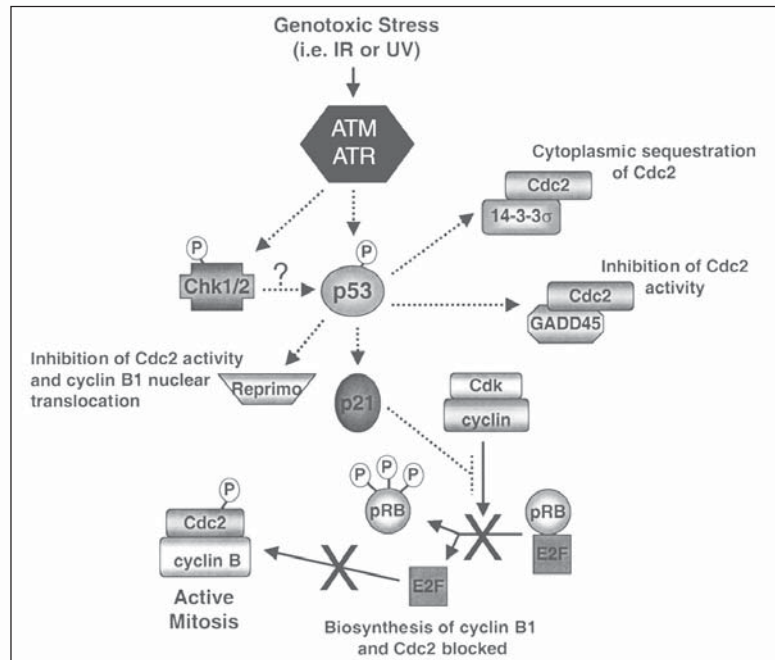 Genotoxic Stress
(i.e. IR or UV)
ATM
ATR
Cytoplasmic sequestration
of Cdc2
Cdc2
14-3-3σ
P
Chk1/2
?
P
p53
Inhibition of Cdc2
activity
Cdc2
GADD45
Inhibition of Cdc2 activity
and cyclin B1 nuclear
translocation
Reprimo
p21
Cdk
cyclin
P
P
P
pRB
pRB
E2F
X
P
Cdc2
cyclin B
X
E2F
Active
Mitosis
Biosynthesis of cyclin B1
and Cdc2 blocked